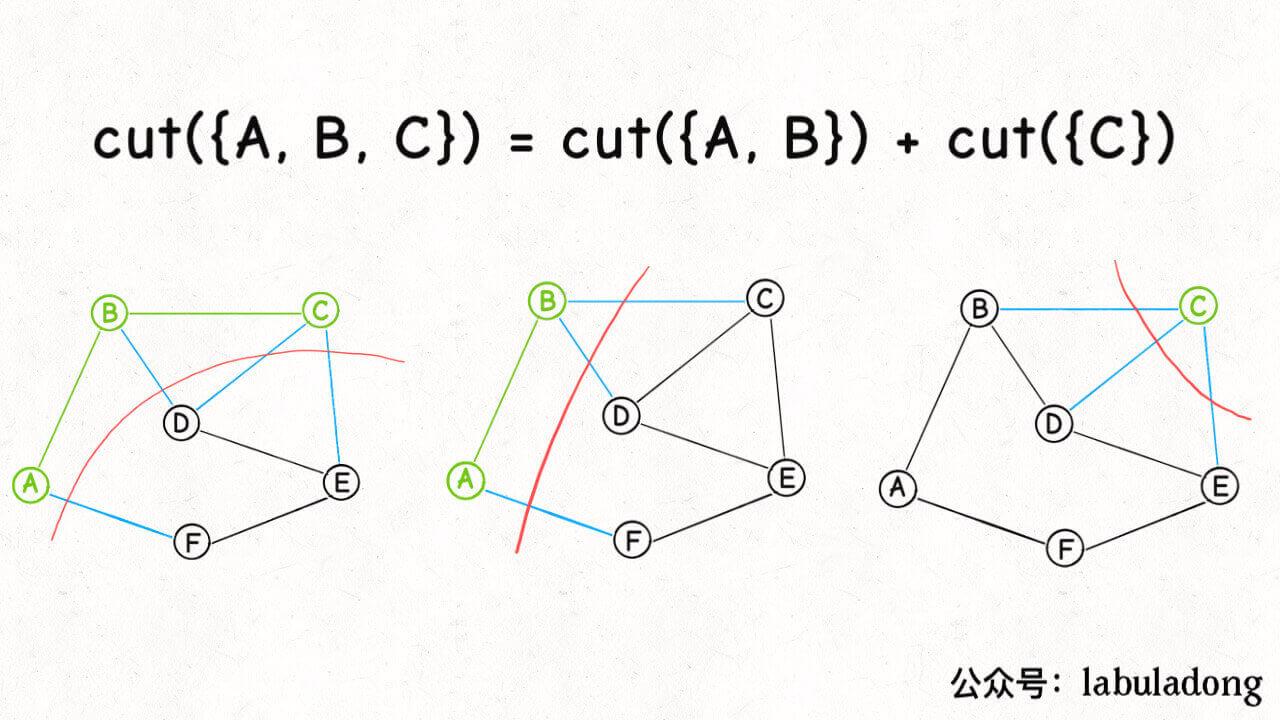 cut({A, B, C}) = cut({A, B}) + cut({C})
B C D A E F
B C D A E F
B C D A E F
公众号：labuladong